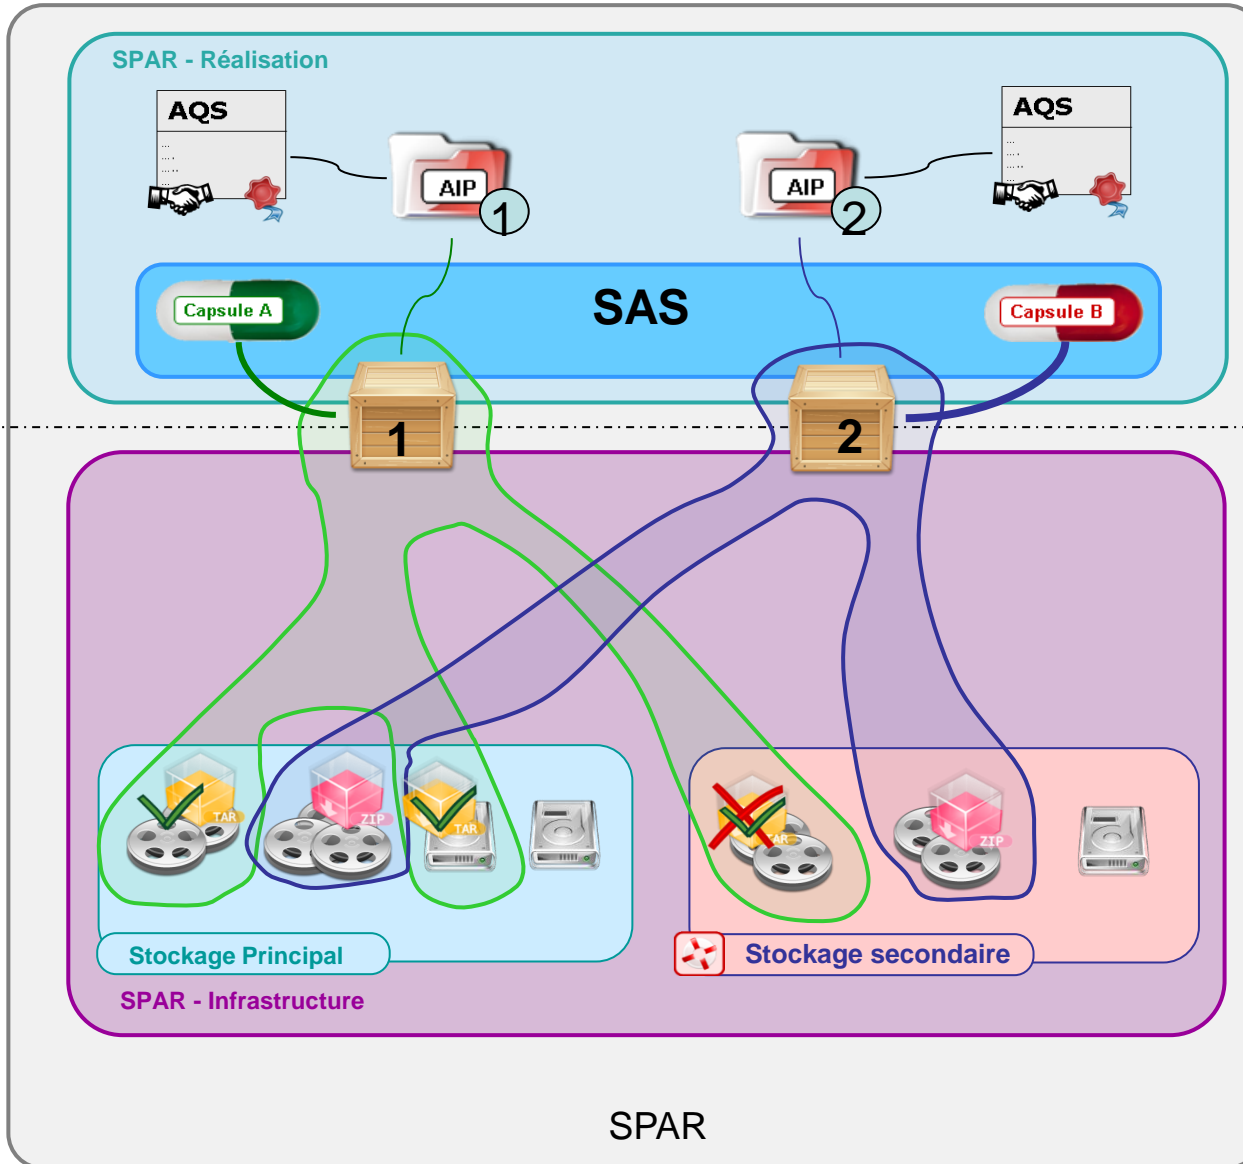 SPAR - Réalisation
AQS
...
... .
... ..
...
AIP
1
AIP
2
AQS
...
... .
... ..
...
Capsule A
SAS
Capsule B
1
2
TAR
ZIP
TAR
TAR
ZIP
Stockage Principal
Stockage secondaire
SPAR - Infrastructure
SPAR